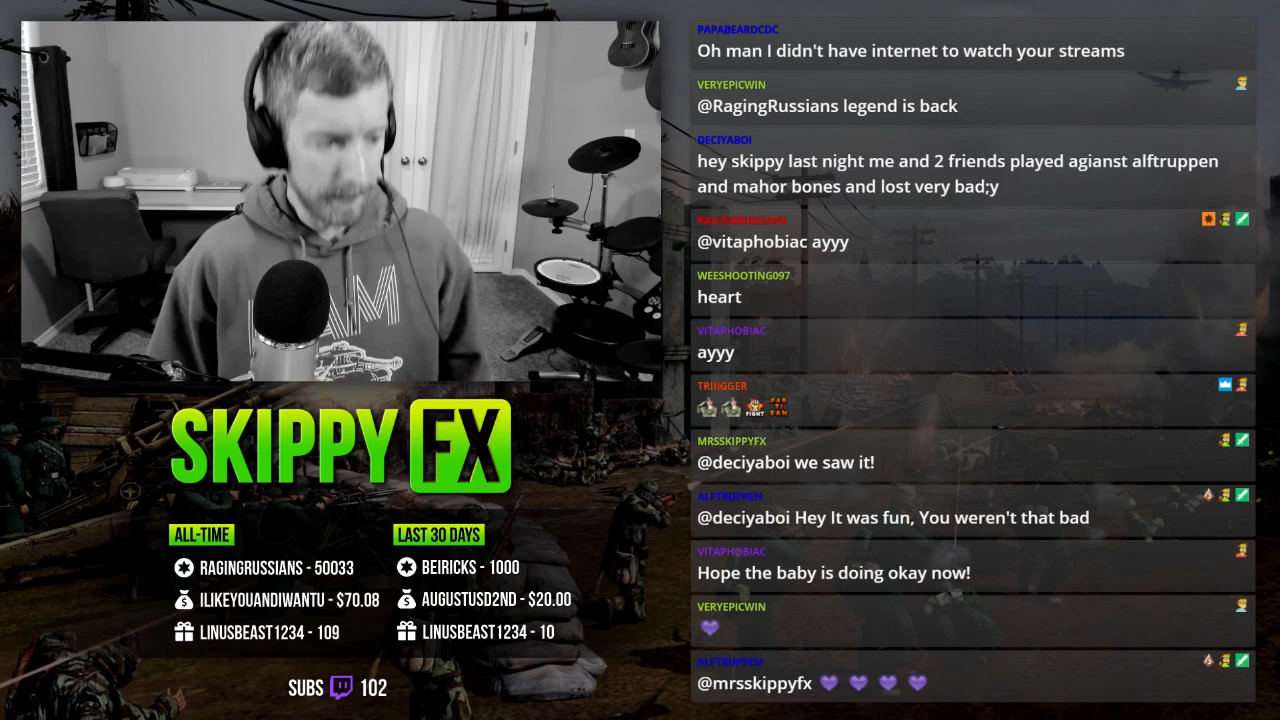 PAPABEARDCDC
Oh man I didn't have internet to watch your streams
VERYEPICWIN
@RagingRussians legend is back
DECIYABOI
hey skippy last night me and 2 friends played agianst alftruppen
and mahor bones and lost very bad;y
RAGINGRUSSIANS
@vitaphobiac ayyy
WEESHOOTING097
heart
VITAPHOBIAC
ayyy
TRIIIGGER
FIGHT
PAR
TI
SAN
MRSSKIPPYFX
@deciyaboi we saw it!
ALFTRUPPEN
@deciyaboi Hey It was fun, You weren't that bad
VITAPHOBIAC
Hope the baby is doing okay now!
VERYEPICWIN
ALFTRUPPEN
@mrsskippyfx
SKIPPY FX
ALL-TIME
RAGINGRUSSIANS - 50033
ILIKEYOUANDIWANTU - $70.08
LINUSBEAST1234 - 109
LAST 30 DAYS
BEIRICKS - 1000
AUGUSTUSD2ND - $20.00
LINUSBEAST1234 - 10
SUBS 102